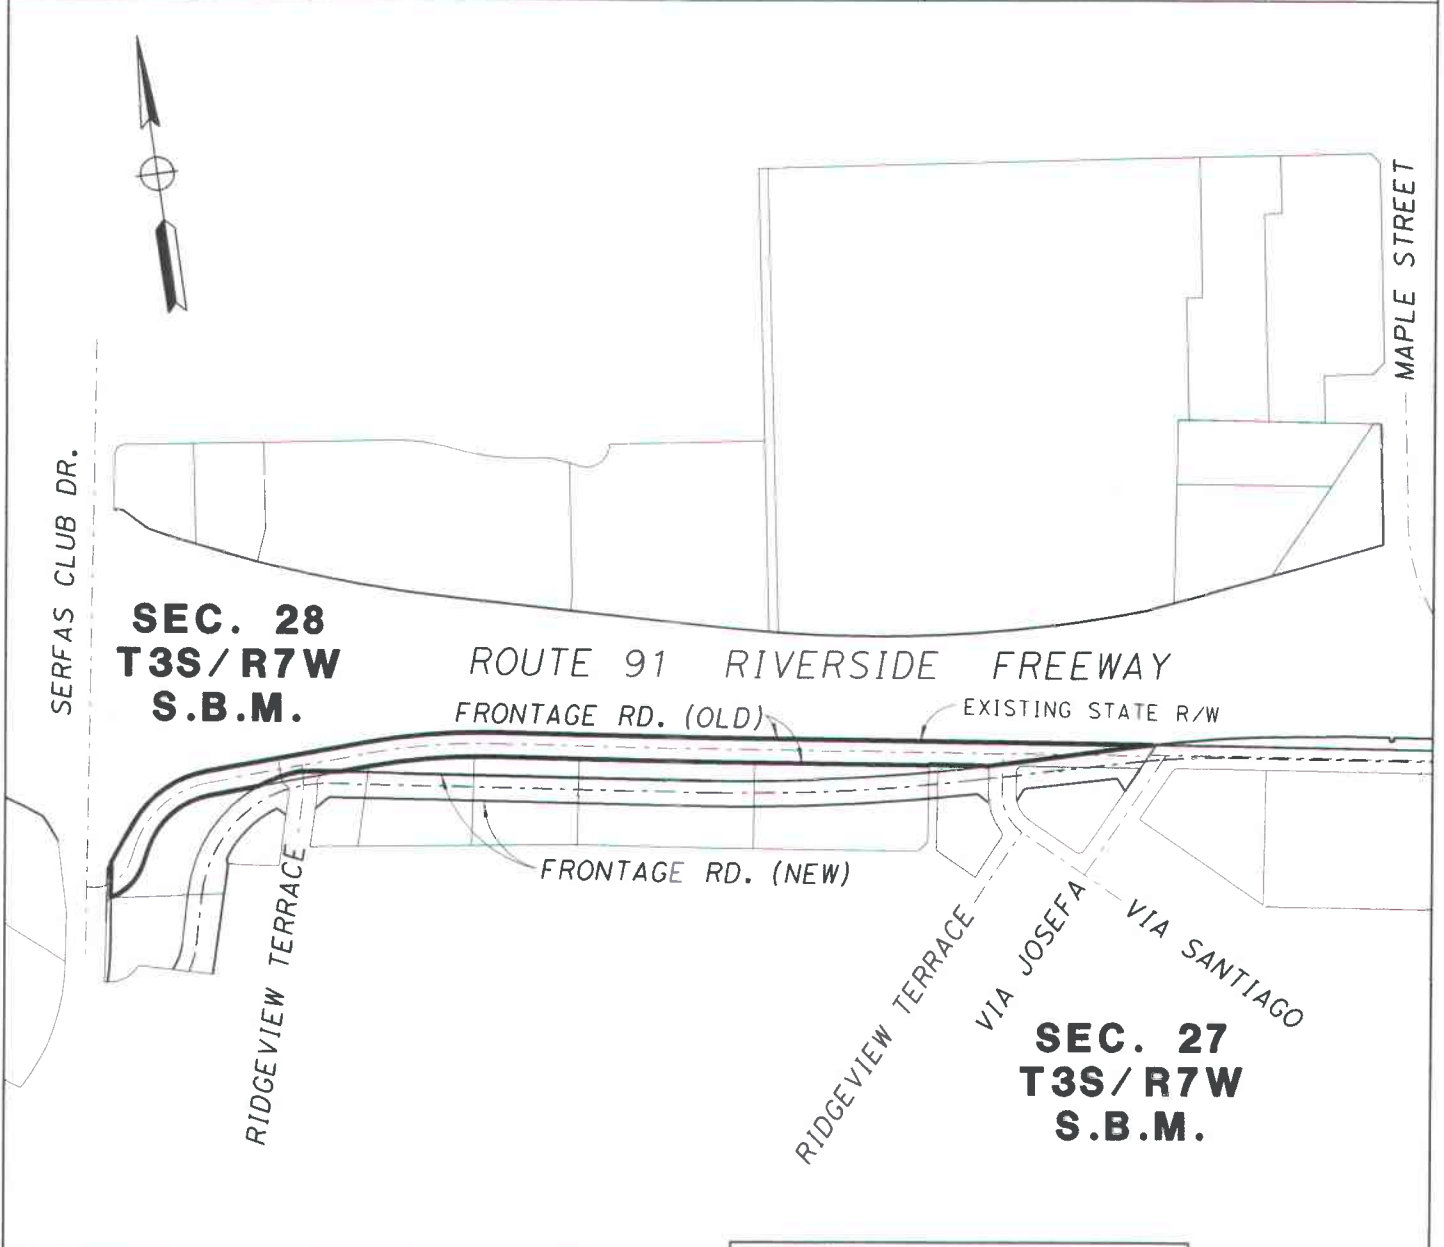 MAPLE STREET
SERFAS CLUB DR.
SEC. 28
T3S/R7W
S.B.M.
ROUTE 91 RIVERSIDE FREEWAY
FRONTAGE RD. (OLD)
EXISTING STATE R/W
FRONTAGE RD. (NEW)
RIDGEVIEW TERRACE
RIDGEVIEW TERRACE
VIA JOSEFA
VIA SANTIAGO
SEC. 27
T3S/R7W
S.B.M.